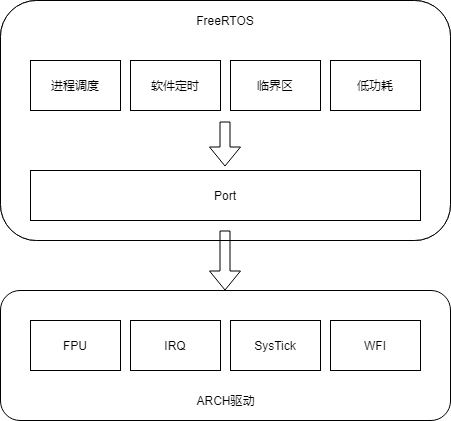 FreeRTOS
进程调度 软件定时 临界区 低功耗
Port
FPU IRQ SysTick WFI
ARCH驱动